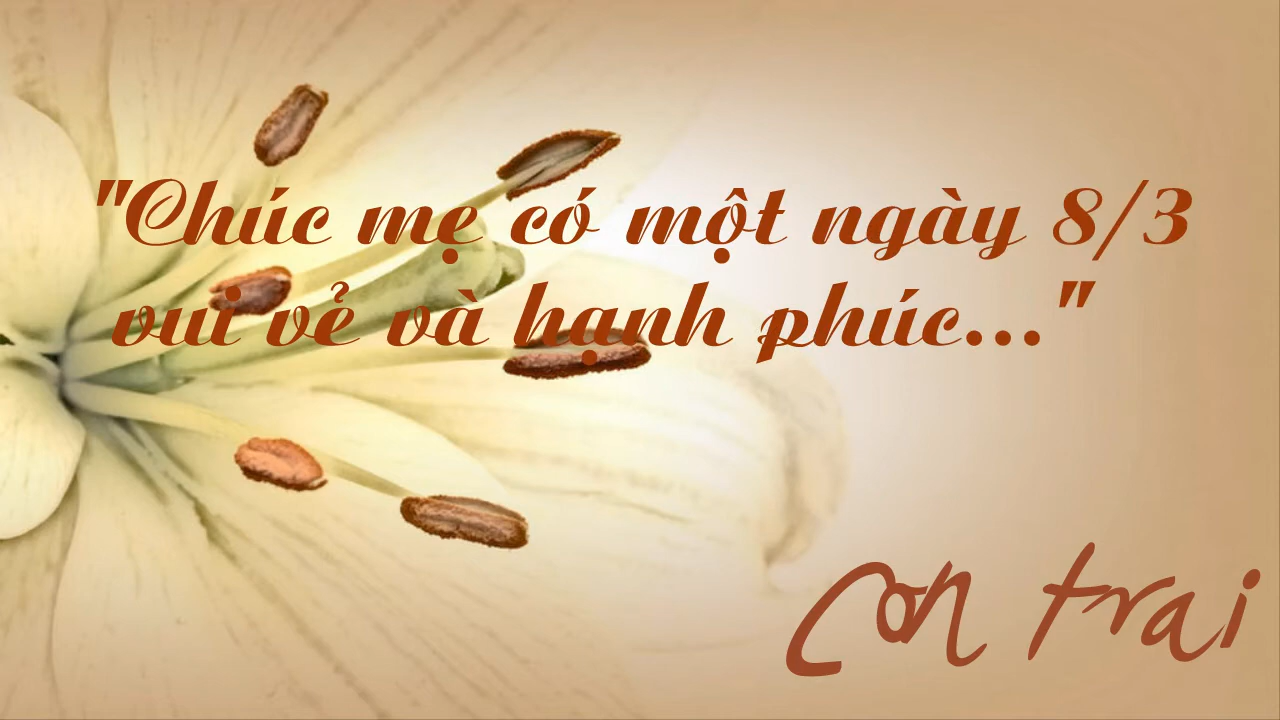 "Chúc mẹ có một ngày 8/3
vui vẻ và hạnh phúc..."
con trai